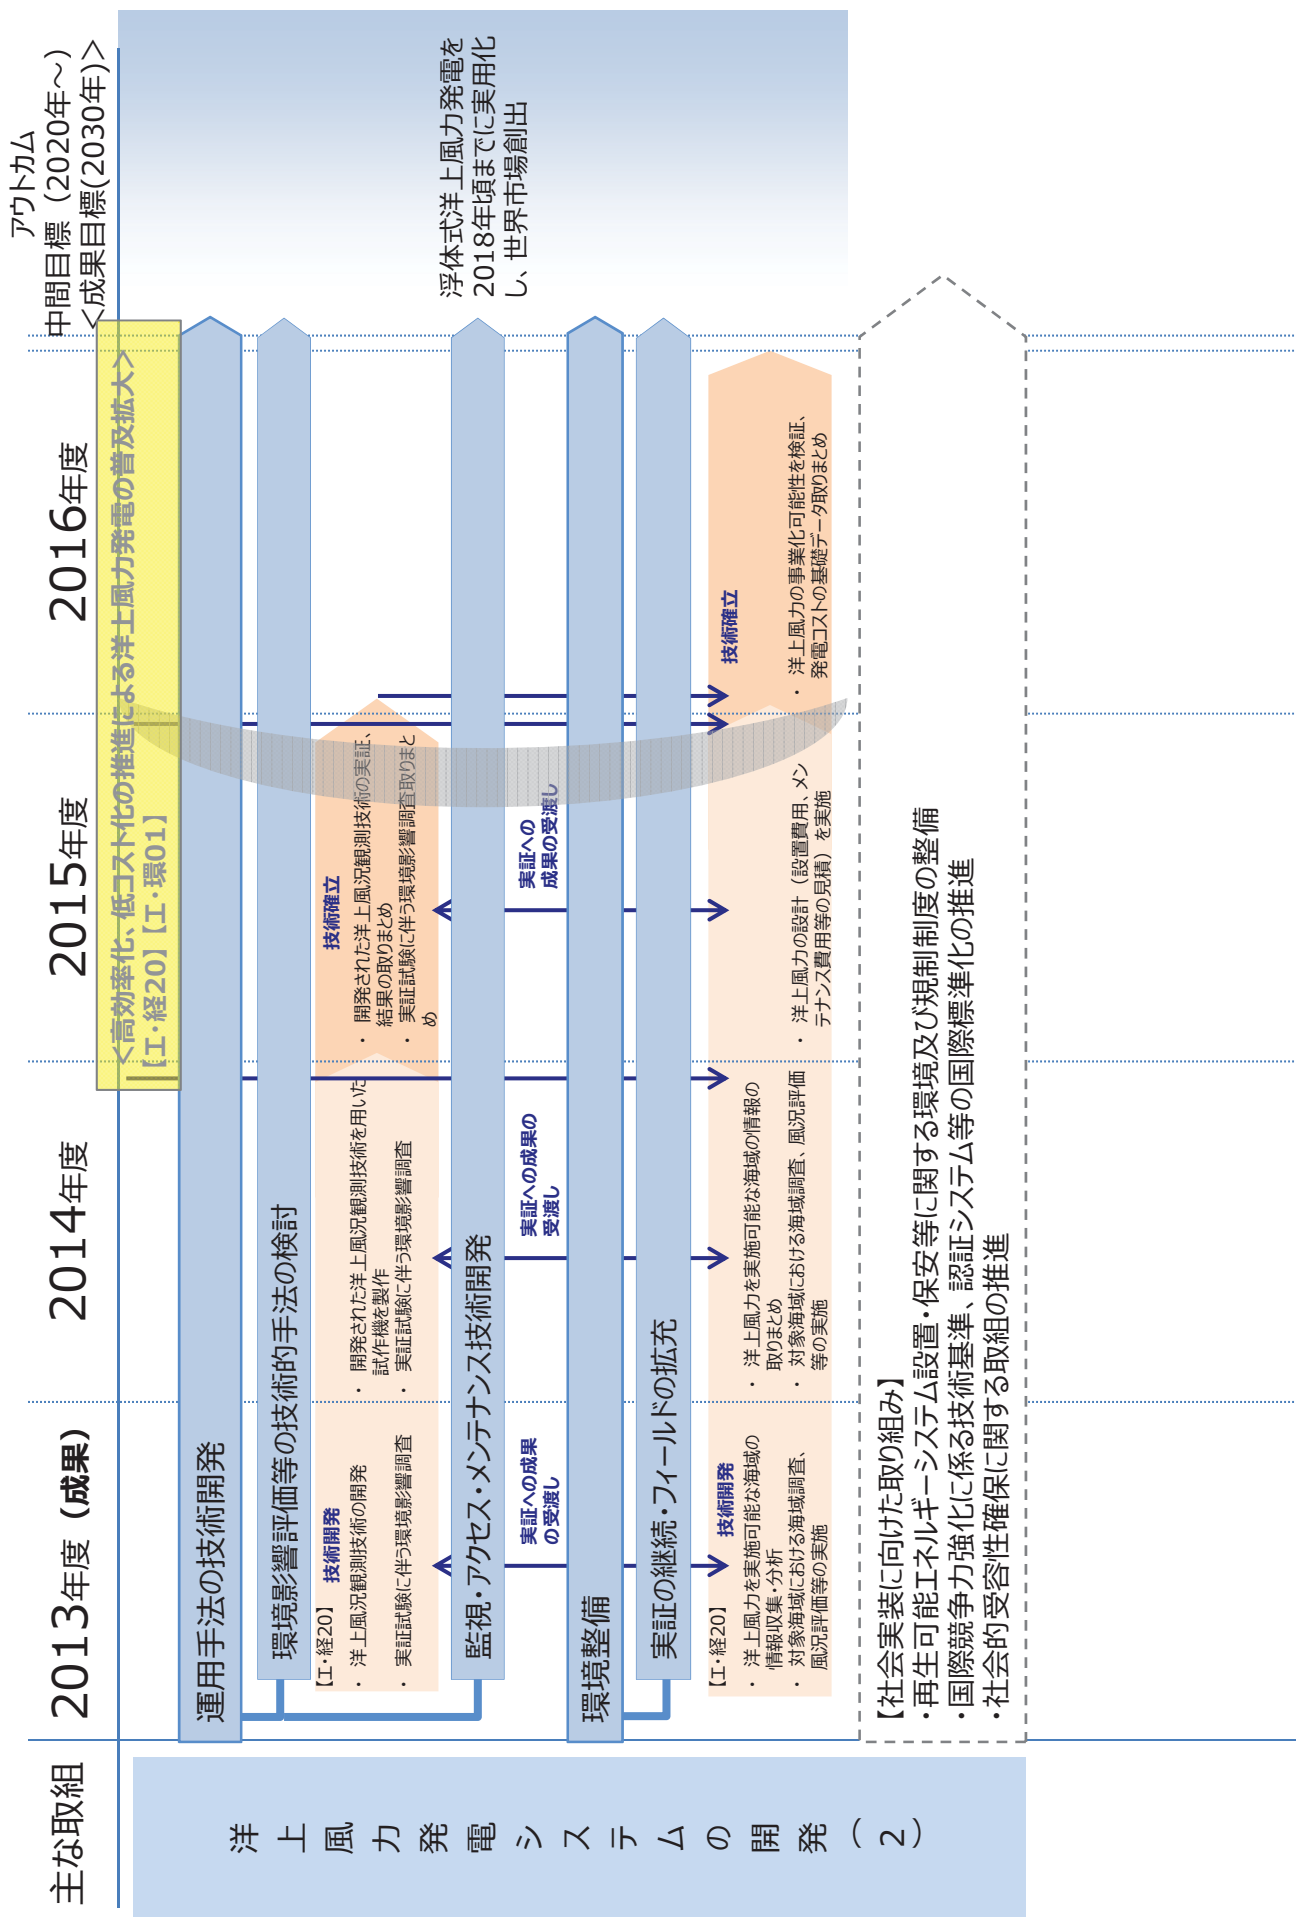 主な取組
2013年度（成果）
2014年度
2015年度
2016年度
アウトカム
中間目標（2020年～）
＜成果目標(2030年)＞
＜高効率化、低コスト化の推進による洋上風力発電の普及拡大＞
【工・経20】【工・環01】
洋上風力発電システムの開発（2）
運用手法の技術開発
環境影響評価等の技術的手法の検討
【工・経20】
技術開発
・ 洋上風況観測技術の開発
・ 実証試験に伴う環境影響調査
・ 開発された洋上風況観測技術を用いた
試作機を製作
・ 実証試験に伴う環境影響調査
技術確立
・ 開発された洋上風況観測技術の実証、
結果の取りまとめ
・ 実証試験に伴う環境影響調査取りまと
め
監視・アクセス・メンテナンス技術開発
実証への成果
の受渡し
実証への成果の
受渡し
実証への
成果の受渡し
環境整備
実証の継続・フィールドの拡充
【工・経20】
技術開発
・ 洋上風力を実施可能な海域の
情報収集・分析
・ 対象海域における海域調査、
風況評価等の実施
・ 洋上風力を実施可能な海域の情報の
取りまとめ
・ 対象海域における海域調査、風況評価
等の実施
・ 洋上風力の設計（設置費用、メン
テナンス費用等の見積）を実施
技術確立
・ 洋上風力の事業化可能性を検証、
発電コストの基礎データ取りまとめ
浮体式洋上風力発電を
2018年頃までに実用化
し、世界市場創出
【社会実装に向けた取り組み】
・再生可能エネルギーシステム設置・保安等に関する環境及び規制制度の整備
・国際競争力強化に係る技術基準、認証システム等の国際標準化の推進
・社会的受容性確保に関する取組の推進